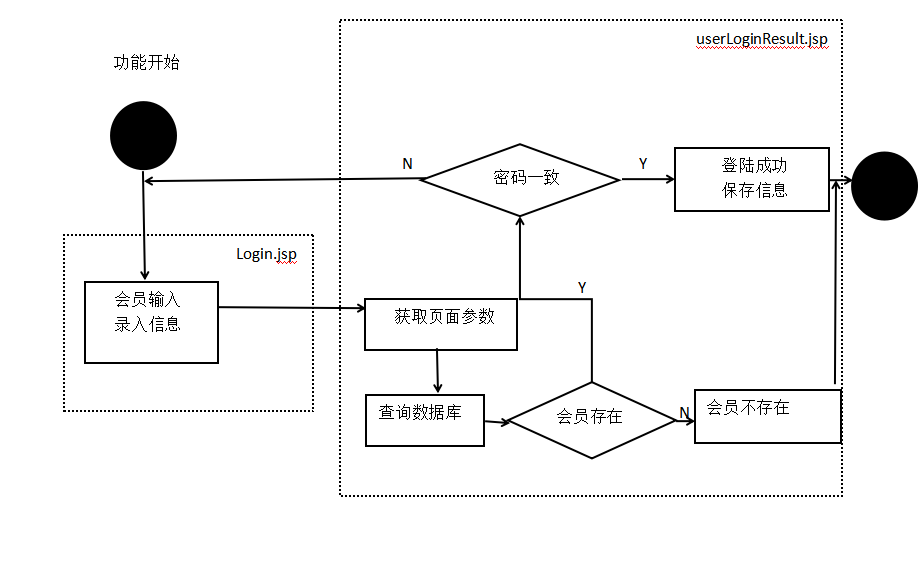 userLoginResult.jsp
功能开始
N
密码一致
Y
登陆成功
保存信息
Login.jsp
会员输入
录入信息
获取页面参数
Y
查询数据库
会员存在
N
会员不存在